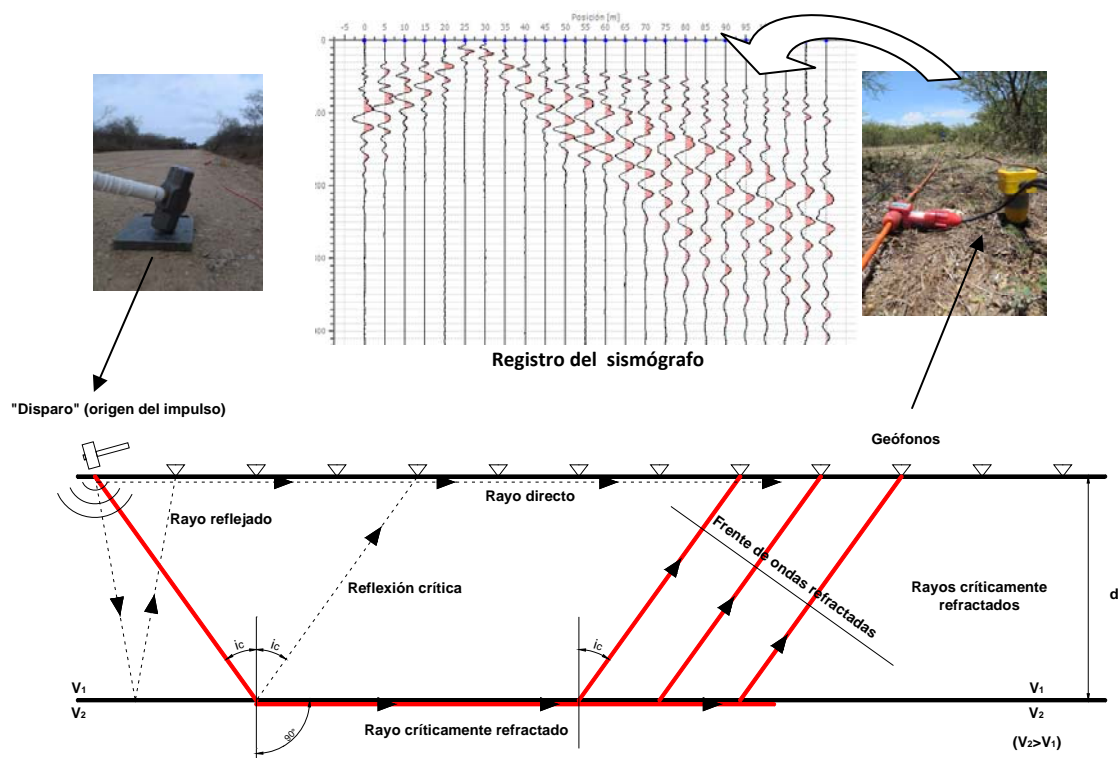 Posición [m]
-5 0 5 10 15 20 25 30 35 40 45 50 55 60 65 70 75 80 85 90 95
0
Registro del sismógrafo
"Disparo" (origen del impulso)
Geófonos
Rayo directo
Rayo reflejado
Frente de ondas refractadas
Reflexión crítica
Rayos críticamente
refractados
d
ic ic
ic
V1
V2
V1
V2
90º
Rayo críticamente refractado
(V2>V1)